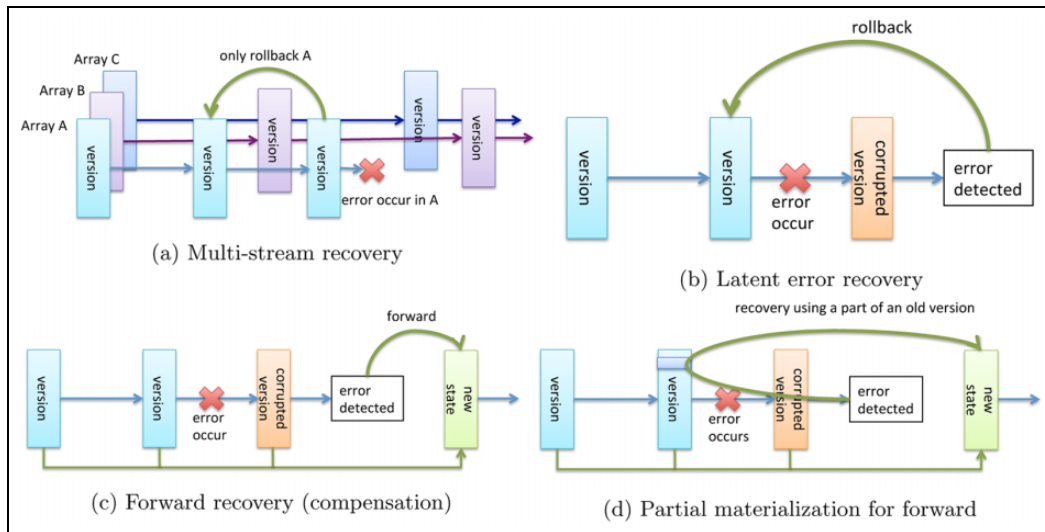 Array C
Array B
Array A
only rollback A
version
version
version
version
version
version
error occur in A
(a) Multi-stream recovery
rollback
version
version
error
occur
corrupted
version
error
detected
(b) Latent error recovery
forward
version
version
error
occur
corrupted
version
error
detected
new
state
(c) Forward recovery (compensation)
recovery using a part of an old version
version
version
error
occurs
corrupted
version
error
detected
new
state
(d) Partial materialization for forward